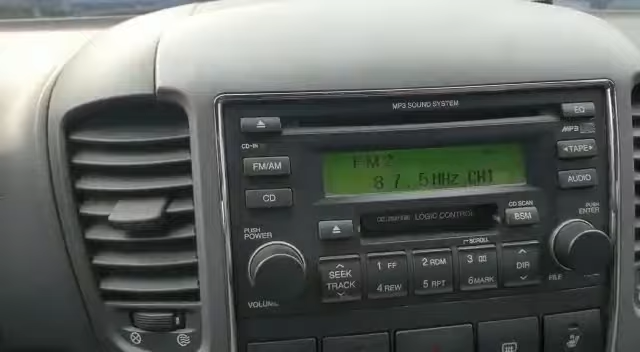 MP3 SOUND SYSTEM
EQ
CD-IN
MP3
FM/AM
FM2
87.5MHz CH1
◁TAPE▷
CD
AUDIO
CD SCAN
BSM
LOGIC CONTROL
PUSH
POWER
PUSH
ENTER
SCROLL
SEEK
TRACK
1 FF
2 RDM
3
DIR
4 REW
5 RPT
6MARK
FILE
VOLUME